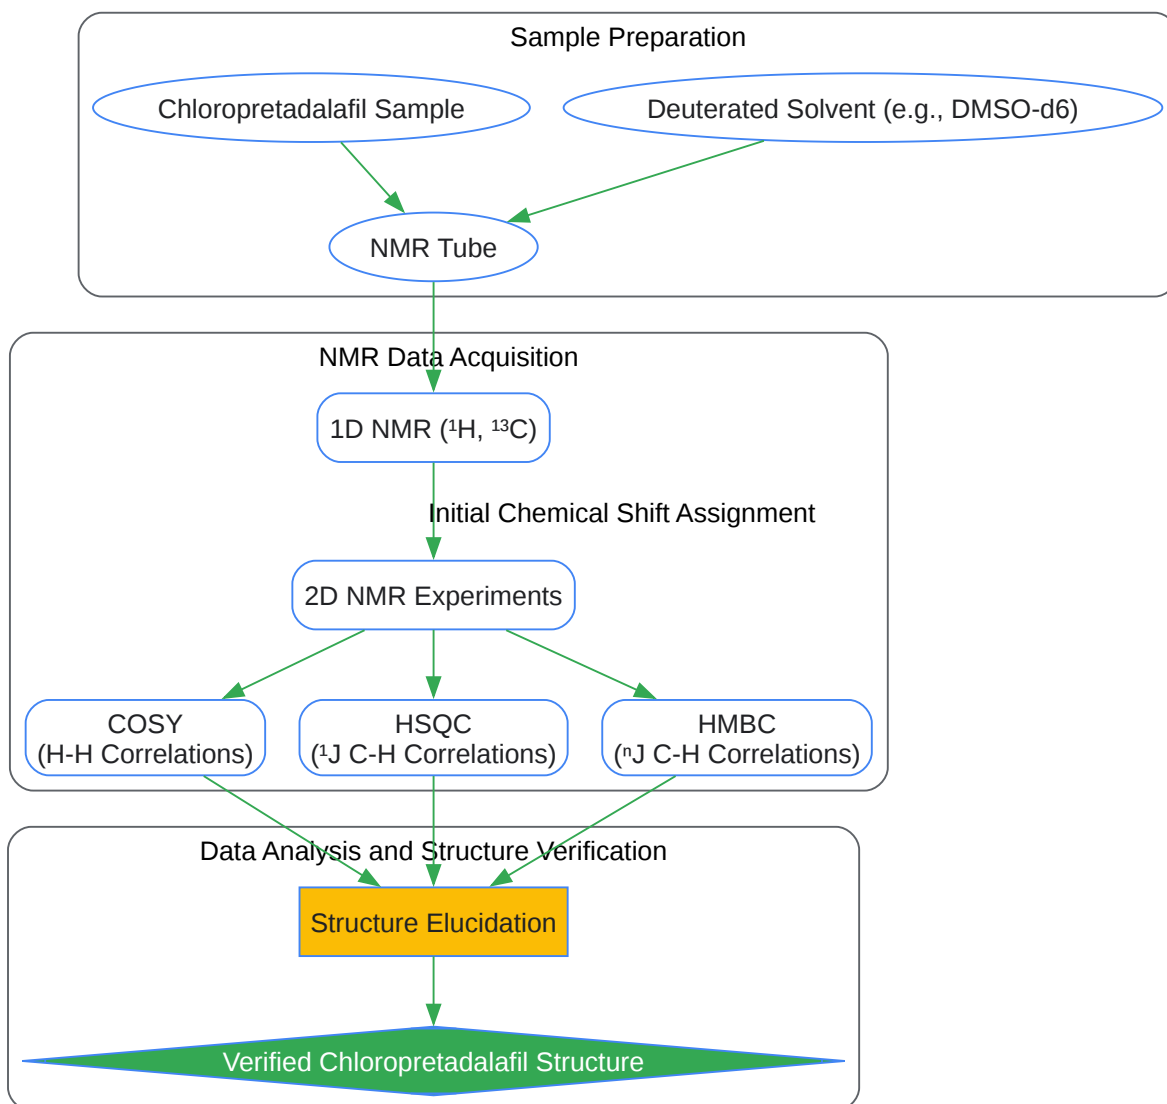 Sample Preparation
Chloropretadalafil Sample
Deuterated Solvent (e.g., DMSO-d6)
NMR Tube
NMR Data Acquisition
1D NMR (¹H, ¹³C)
Initial Chemical Shift Assignment
2D NMR Experiments
COSY
(H-H Correlations)
HSQC
(¹J C-H Correlations)
HMBC
(ⁿJ C-H Correlations)
Data Analysis and Structure Verification
Structure Elucidation
Verified Chloropretadalafil Structure